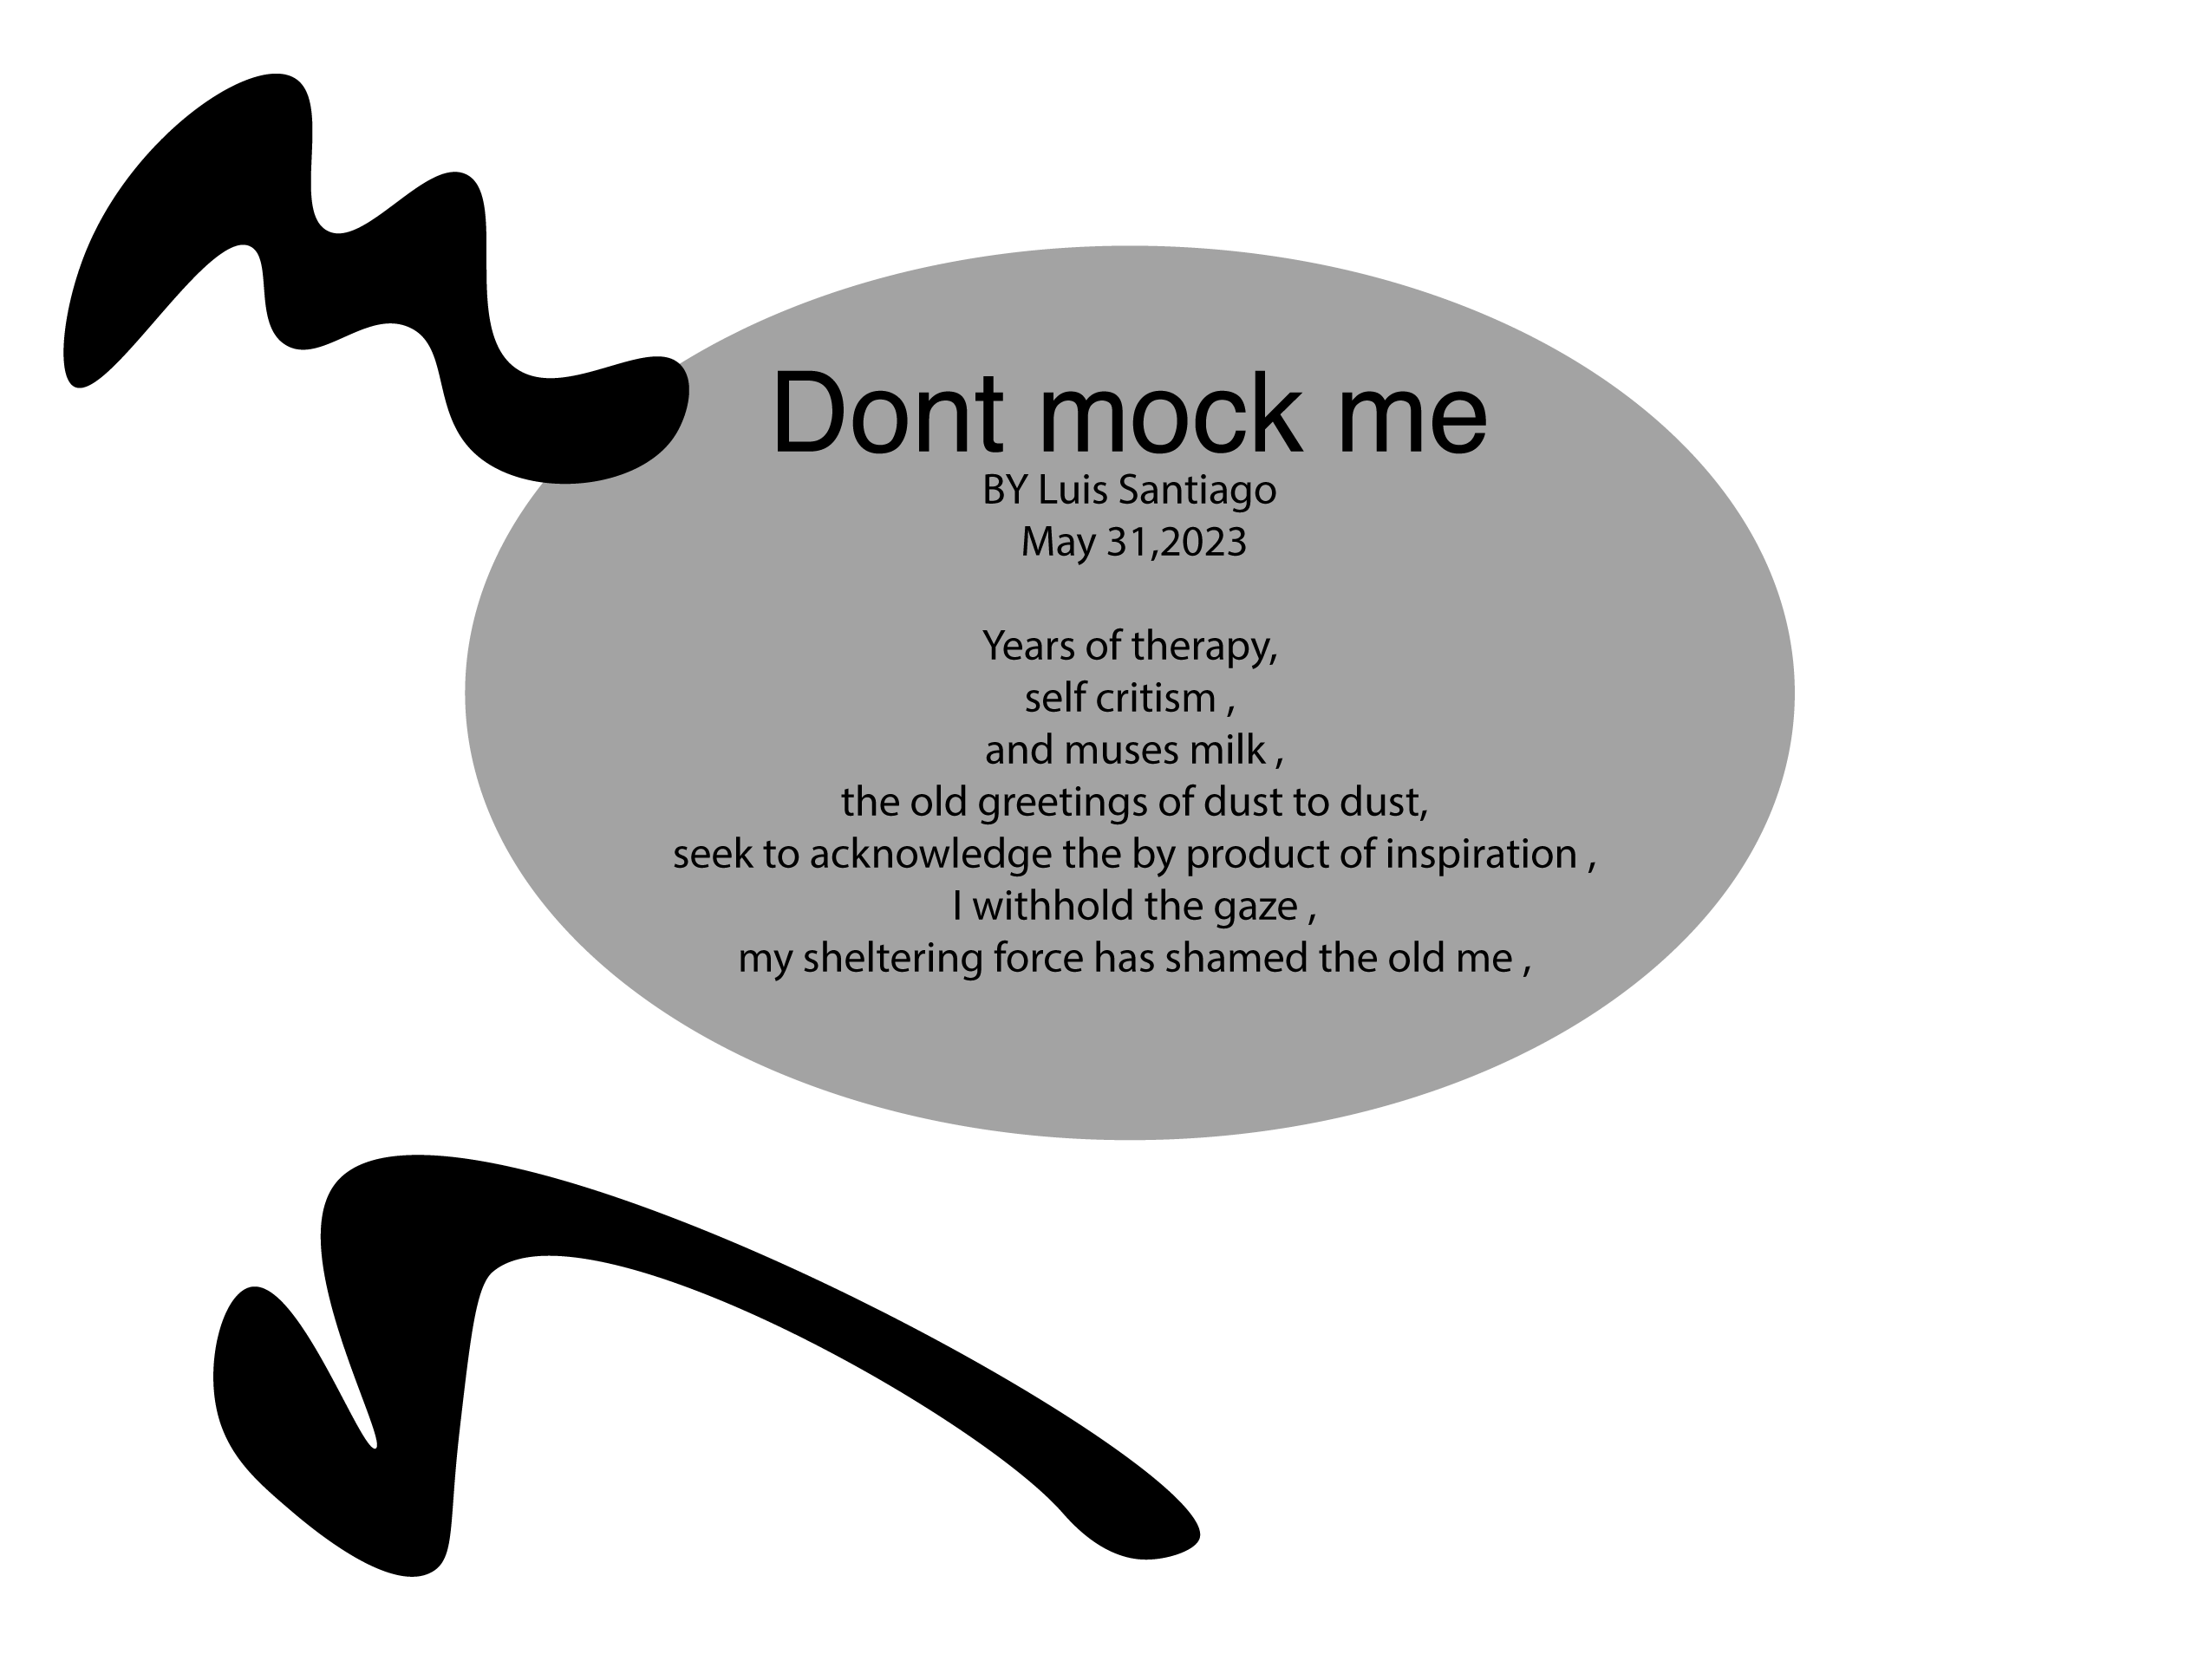 Dont mock me
BY Luis Santiago
May 31,2023
Years of therapy,
self critism ,
and muses milk ,
the old greetings of dust to dust,
seek to acknowledge the by product of inspiration ,
I withhold the gaze ,
my sheltering force has shamed the old me ,